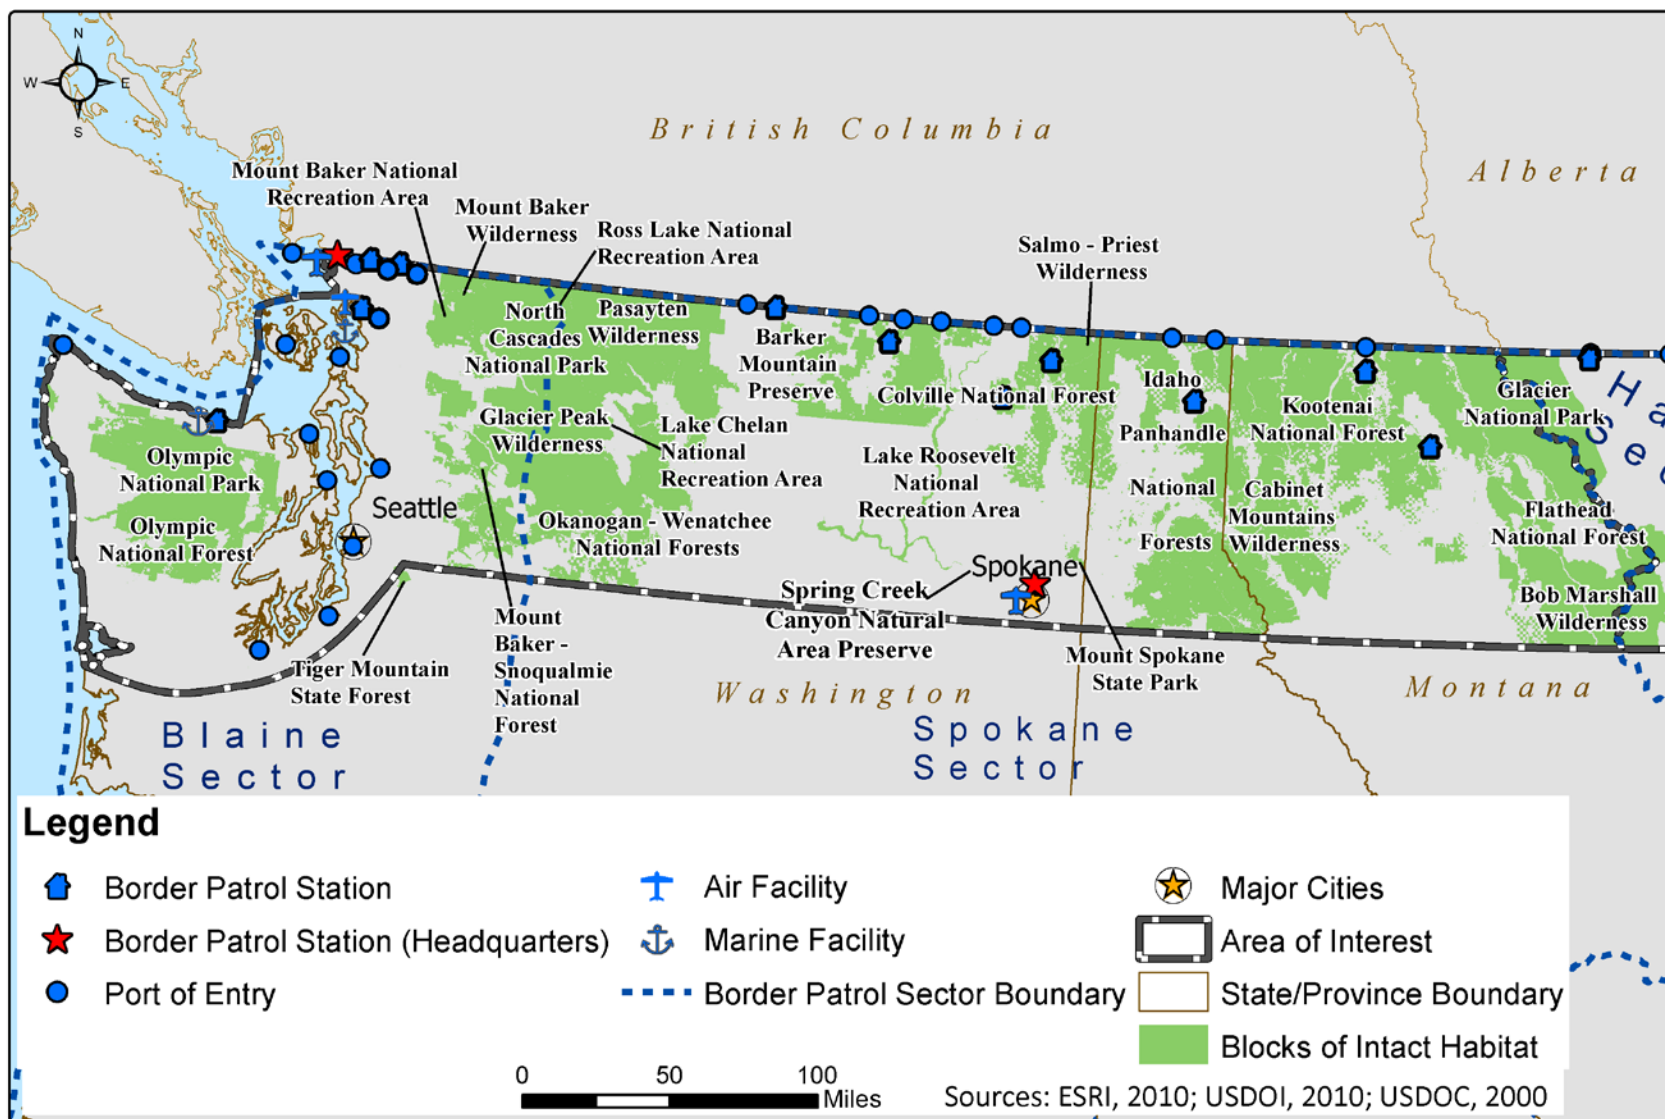 N
W E
S
British Columbia
Alberta
Mount Baker National
Recreation Area
Mount Baker
Wilderness
Ross Lake National
Recreation Area
Salmo - Priest
Wilderness
North
Cascades
National Park
Pasayten
Wilderness
Barker
Mountain
Preserve
Colville National Forest
Idaho
Panhandle
National
Forests
Kootenai
National Forest
Glacier
National Park
Ha
Sec
Glacier Peak
Wilderness
Lake Chelan
National
Recreation Area
Lake Roosevelt
National
Recreation Area
Cabinet
Mountains
Wilderness
Flathead
National Forest
Olympic
National Park
Olympic
National Forest
Seattle
Okanogan - Wenatchee
National Forests
Spokane
Spring Creek
Canyon Natural
Area Preserve
Bob Marshall
Wilderness
Mount
Baker -
Snoqualmie
National
Forest
Tiger Mountain
State Forest
Mount Spokane
State Park
Washington
Montana
Blaine
Sector
Spokane
Sector
Legend
Border Patrol Station
Border Patrol Station (Headquarters)
Port of Entry
Air Facility
Marine Facility
Border Patrol Sector Boundary
Major Cities
Area of Interest
State/Province Boundary
Blocks of Intact Habitat
0 50 100
Miles
Sources: ESRI, 2010; USDOI, 2010; USDOC, 2000